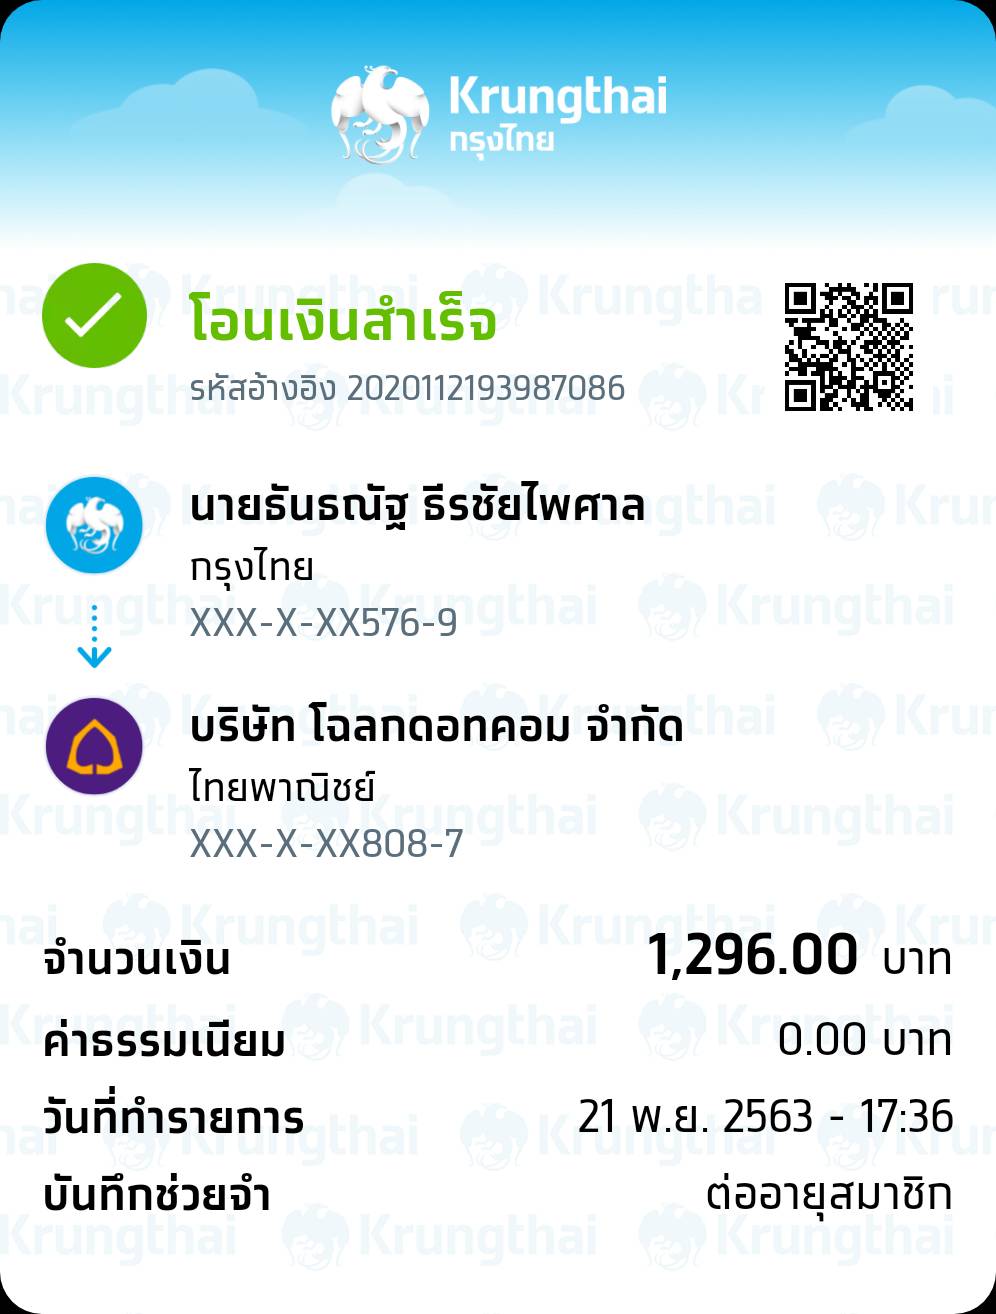 Krungthai
กรุงไทย
โอนเงินสำเร็จ
รหัสอ้างอิง 2020112193987086
นายธันธณัฐ ธีรชัยไพศาล
กรุงไทย
XXX-X-XX576-9
บริษัท โฉลกดอทคอม จำกัด
ไทยพาณิชย์
XXX-X-XX808-7
จำนวนเงิน 1,296.00 บาท
ค่าธรรมเนียม 0.00 บาท
วันที่ทำรายการ 21 พ.ย. 2563 - 17:36
บันทึกช่วยจำ ต่ออายุสมาชิก